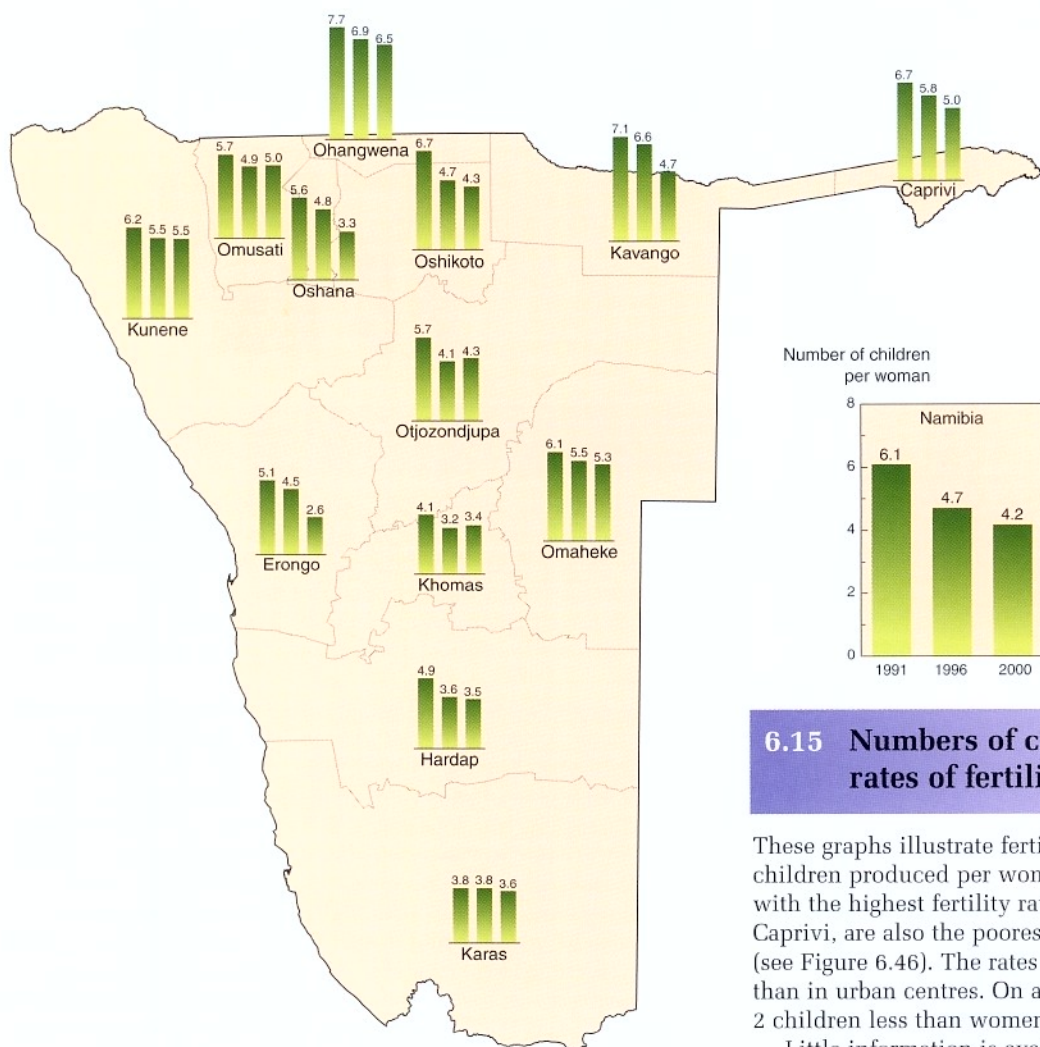 7.7
6.9
6.5
Ohangwena
6.7
5.8
5.0
Caprivi
5.7
4.9
5.0
Omusati
6.7
4.7
4.3
Oshikoto
7.1
6.6
4.7
Kavango
5.6
4.8
3.3
Oshana
6.2
5.5
5.5
Kunene
5.7
4.1
4.3
Otjozondjupa
5.1
4.5
2.6
Erongo
4.1
3.2
3.4
Khomas
6.1
5.5
5.3
Omaheke
4.9
3.6
3.5
Hardap
3.8
3.8
3.6
Karas
Number of children
per woman
Namibia
8
6
4
2
0
6.1
4.7
4.2
1991 1996 2000
6.15 Numbers of c
rates of fertili
These graphs illustrate ferti
children produced per wom
with the highest fertility ra
Caprivi, are also the poores
(see Figure 6.46). The rates
than in urban centres. On a
2 children less than women
Little information is ava